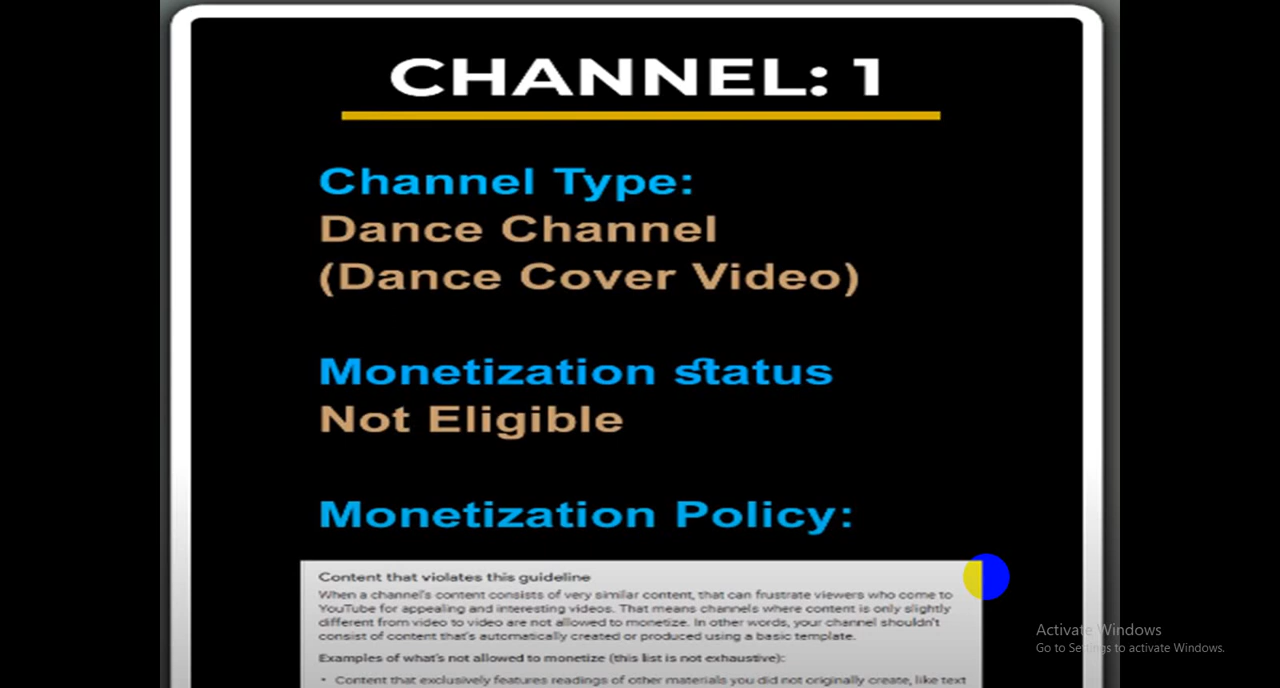 CHANNEL: 1
Channel Type:
Dance Channel
(Dance Cover Video)
Monetization status
Not Eligible
Monetization Policy:
Content that violates this guideline
When a channel's content consists of very similar content, that can frustrate viewers who come to
YouTube for appealing and interesting videos. That means channels where content is only slightly
different from video to video are not allowed to monetize. In other words, your channel shouldn't
consist of content that's automatically created or produced using a basic template.
Examples of what's not allowed to monetize (this list is not exhaustive):
• Content that exclusively features readings of other materials you did not originally create, like text
Activate Windows
Go to Settings to activate Windows.